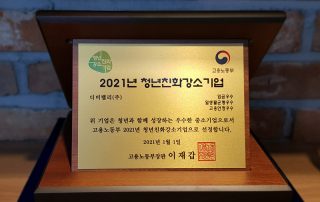 고용노동부
2021년 청년친화강소기업
디비밸리(주)
임금우수
일생활균형우수
고용안정우수
위 기업은 청년과 함께 성장하는 우수한 중소기업으로서
고용노동부 2021년 청년친화강소기업으로 선정합니다.
2021년 1월 1일
고용노동부장관 이재갑